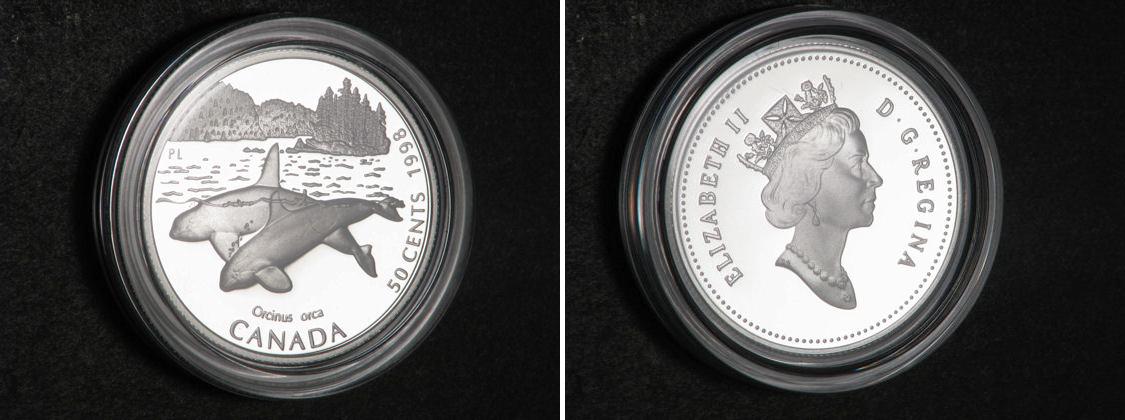 PL
50 CENTS 1998
Orcinus orca
CANADA
ELIZABETH II
D.G. REGINA